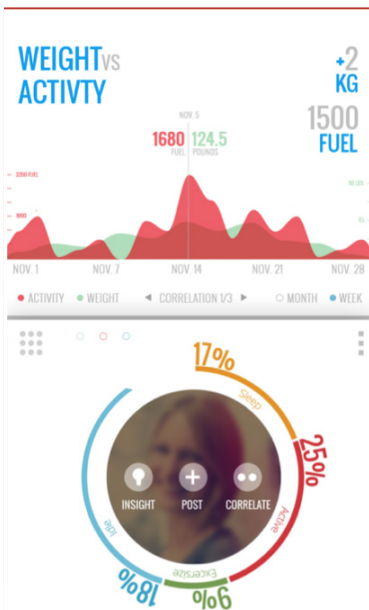 WEIGHTVS
ACTIVTY
+2
KG
1500
FUEL
NOV. 5
1680 124.5
FUEL POUNDS
NOV. 1 NOV. 7 NOV. 14 NOV. 21 NOV. 28
ACTIVITY WEIGHT CORRELATION 1/3 MONTH WEEK
17%
Sleep
25%
Active
INSIGHT POST CORRELATE
Idle
Excersize
18%
9%